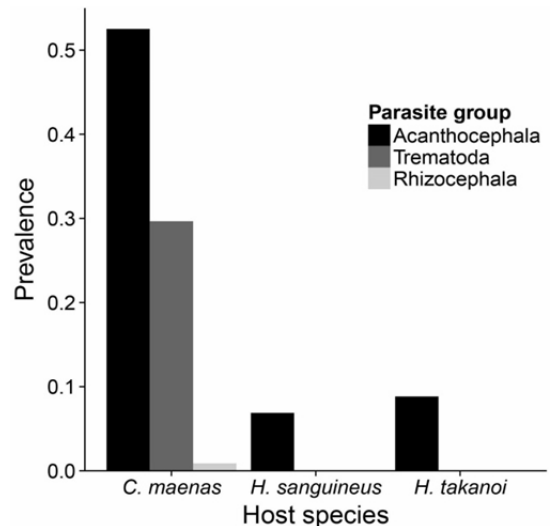 0.5
0.4
0.3
0.2
0.1
0.0
Prevalence
Parasite group
Acanthocephala
Trematoda
Rhizocephala
C. maenas H. sanguineus H. takanoi
Host species